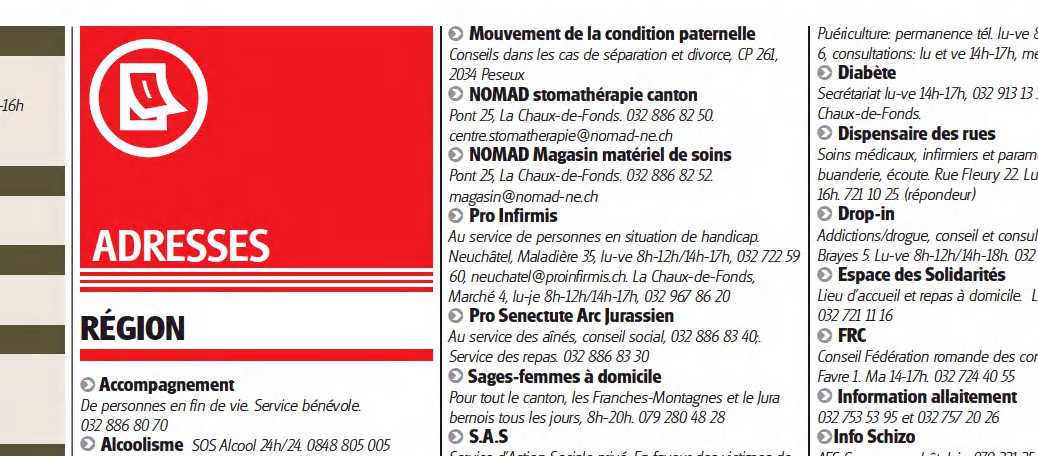 -16h
ADRESSES
RÉGION
Accompagnement
De personnes en fin de vie. Service bénévole.
032 886 80 70
Alcoolisme SOS Alcool 24h/24. 0848 805 005
Mouvement de la condition paternelle
Conseils dans les cas de séparation et divorce, CP 261,
2034 Peseux
NOMAD stomathérapie canton
Pont 25, La Chaux-de-Fonds. 032 886 82 50.
centre.stomatherapie@nomad-ne.ch
NOMAD Magasin matériel de soins
Pont 25, La Chaux-de-Fonds. 032 886 82 52.
magasin@nomad-ne.ch
Pro Infirmis
Au service de personnes en situation de handicap.
Neuchâtel, Maladière 35, lu-ve 8h-12h/14h-17h, 032 722 59
60, neuchatel@proinfirmis.ch. La Chaux-de-Fonds,
Marché 4, lu-je 8h-12h/14h-17h, 032 967 86 20
Pro Senectute Arc Jurassien
Au service des aînés, conseil social, 032 886 83 40;.
Service des repas. 032 886 83 30
Sages-femmes à domicile
Pour tout le canton, les Franches-Montagnes et le Jura
bernois tous les jours, 8h-20h. 079 280 48 28
S.A.S
Service d'Action Sociale privé. En faveur des victimes de
Puériculture: permanence tél. lu-ve 8
6, consultations: lu et ve 14h-17h, me
Diabète
Secrétariat lu-ve 14h-17h, 032 913 13
Chaux-de-Fonds.
Dispensaire des rues
Soins médicaux, infirmiers et param
buanderie, écoute. Rue Fleury 22. Lu
16h. 721 10 25 (répondeur)
Drop-in
Addictions/drogue, conseil et consul
Brayes 5. Lu-ve 8h-12h/14h-18h. 032
Espace des Solidarités
Lieu d'accueil et repas à domicile. L
032 721 11 16
FRC
Conseil Fédération romande des con
Favre 1. Ma 14-17h. 032 724 40 55
Information allaitement
032 753 53 95 et 032 757 20 26
Info Schizo